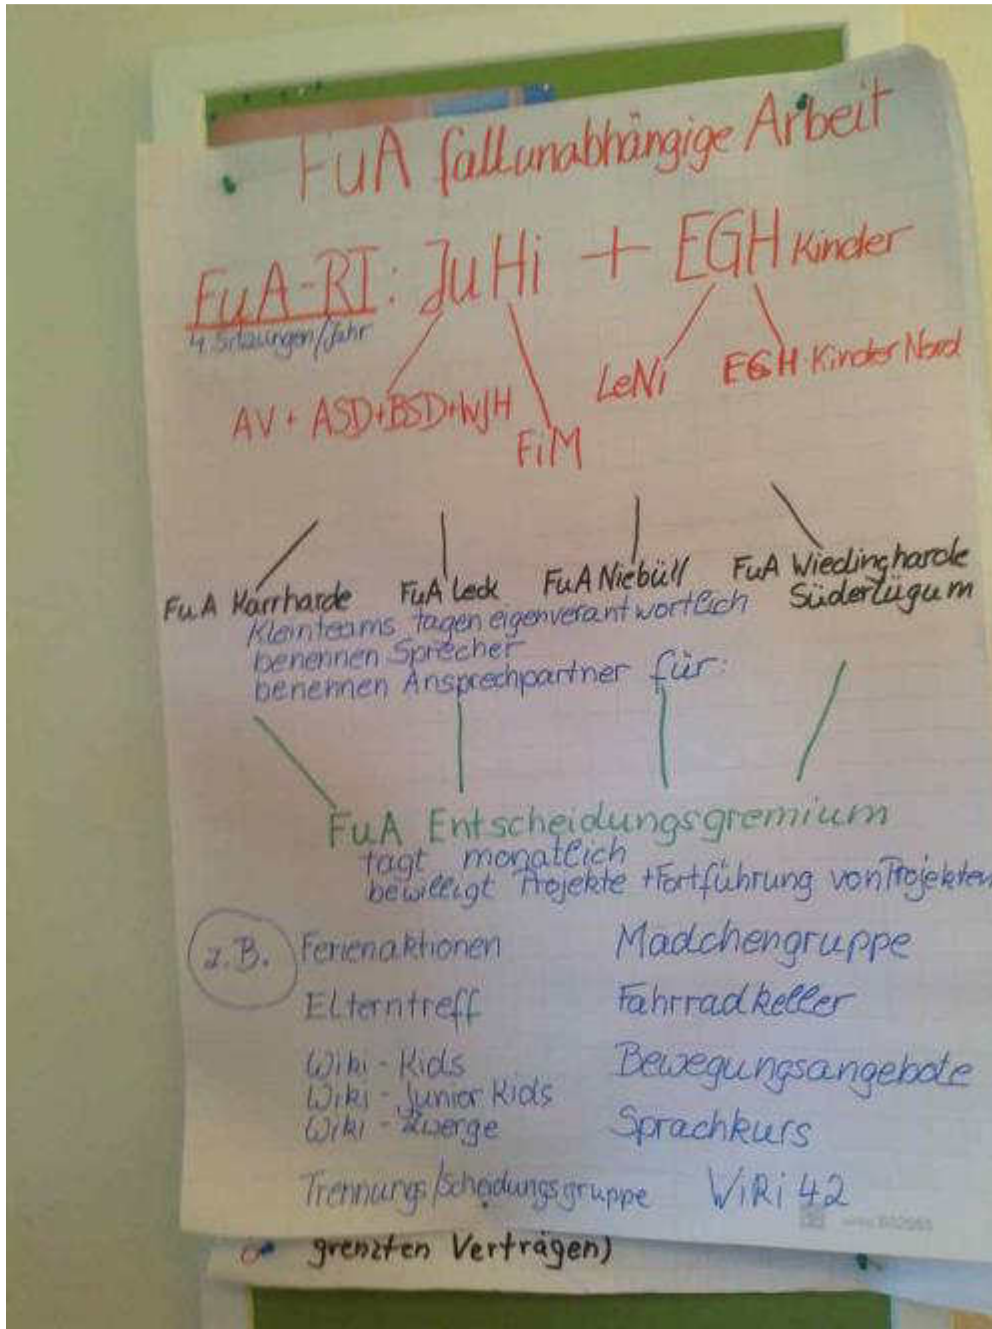 FuA fallunabhängige Arbeit
FuA-RI: JuHi + EGH Kinder
4 Sitzungen/Jahr
LeNi EGH Kinder Nord
AV + ASD+BSD+WJH
FiM
FuA Karrharde FuA Leck FuA Niebüll FuA Wiedingharde
Süderlügum
Kleinteams tagen eigenverantwortlich
benennen Sprecher
benennen Ansprechpartner für:
FuA Entscheidungsgremium
tagt monatlich
bewilligt Projekte + Fortführung von Projekten
z.B. Ferienaktionen Mädchengruppe
Elterntreff Fahrradkeller
Wiki - Kids Bewegungsangebote
Wiki - Junior Kids
Wiki - Zwerge Sprachkurs
Trennungs/Scheidungsgruppe WiRi 42
grenzten Verträgen)